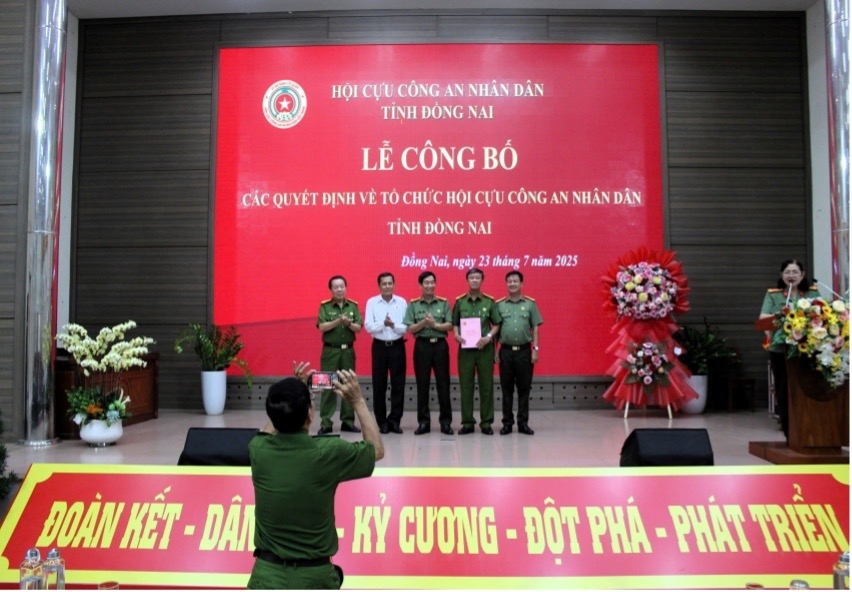 HỘI CỰU CÔNG AN NHÂN DÂN
TỈNH ĐỒNG NAI
LỄ CÔNG BỐ
CÁC QUYẾT ĐỊNH VỀ TỔ CHỨC HỘI CỰU CÔNG AN NHÂN DÂN
TỈNH ĐỒNG NAI
Đồng Nai, ngày 23 tháng 7 năm 2025
ĐOÀN KẾT - DÂN - KỶ CƯƠNG - ĐỘT PHÁ - PHÁT TRIỂN